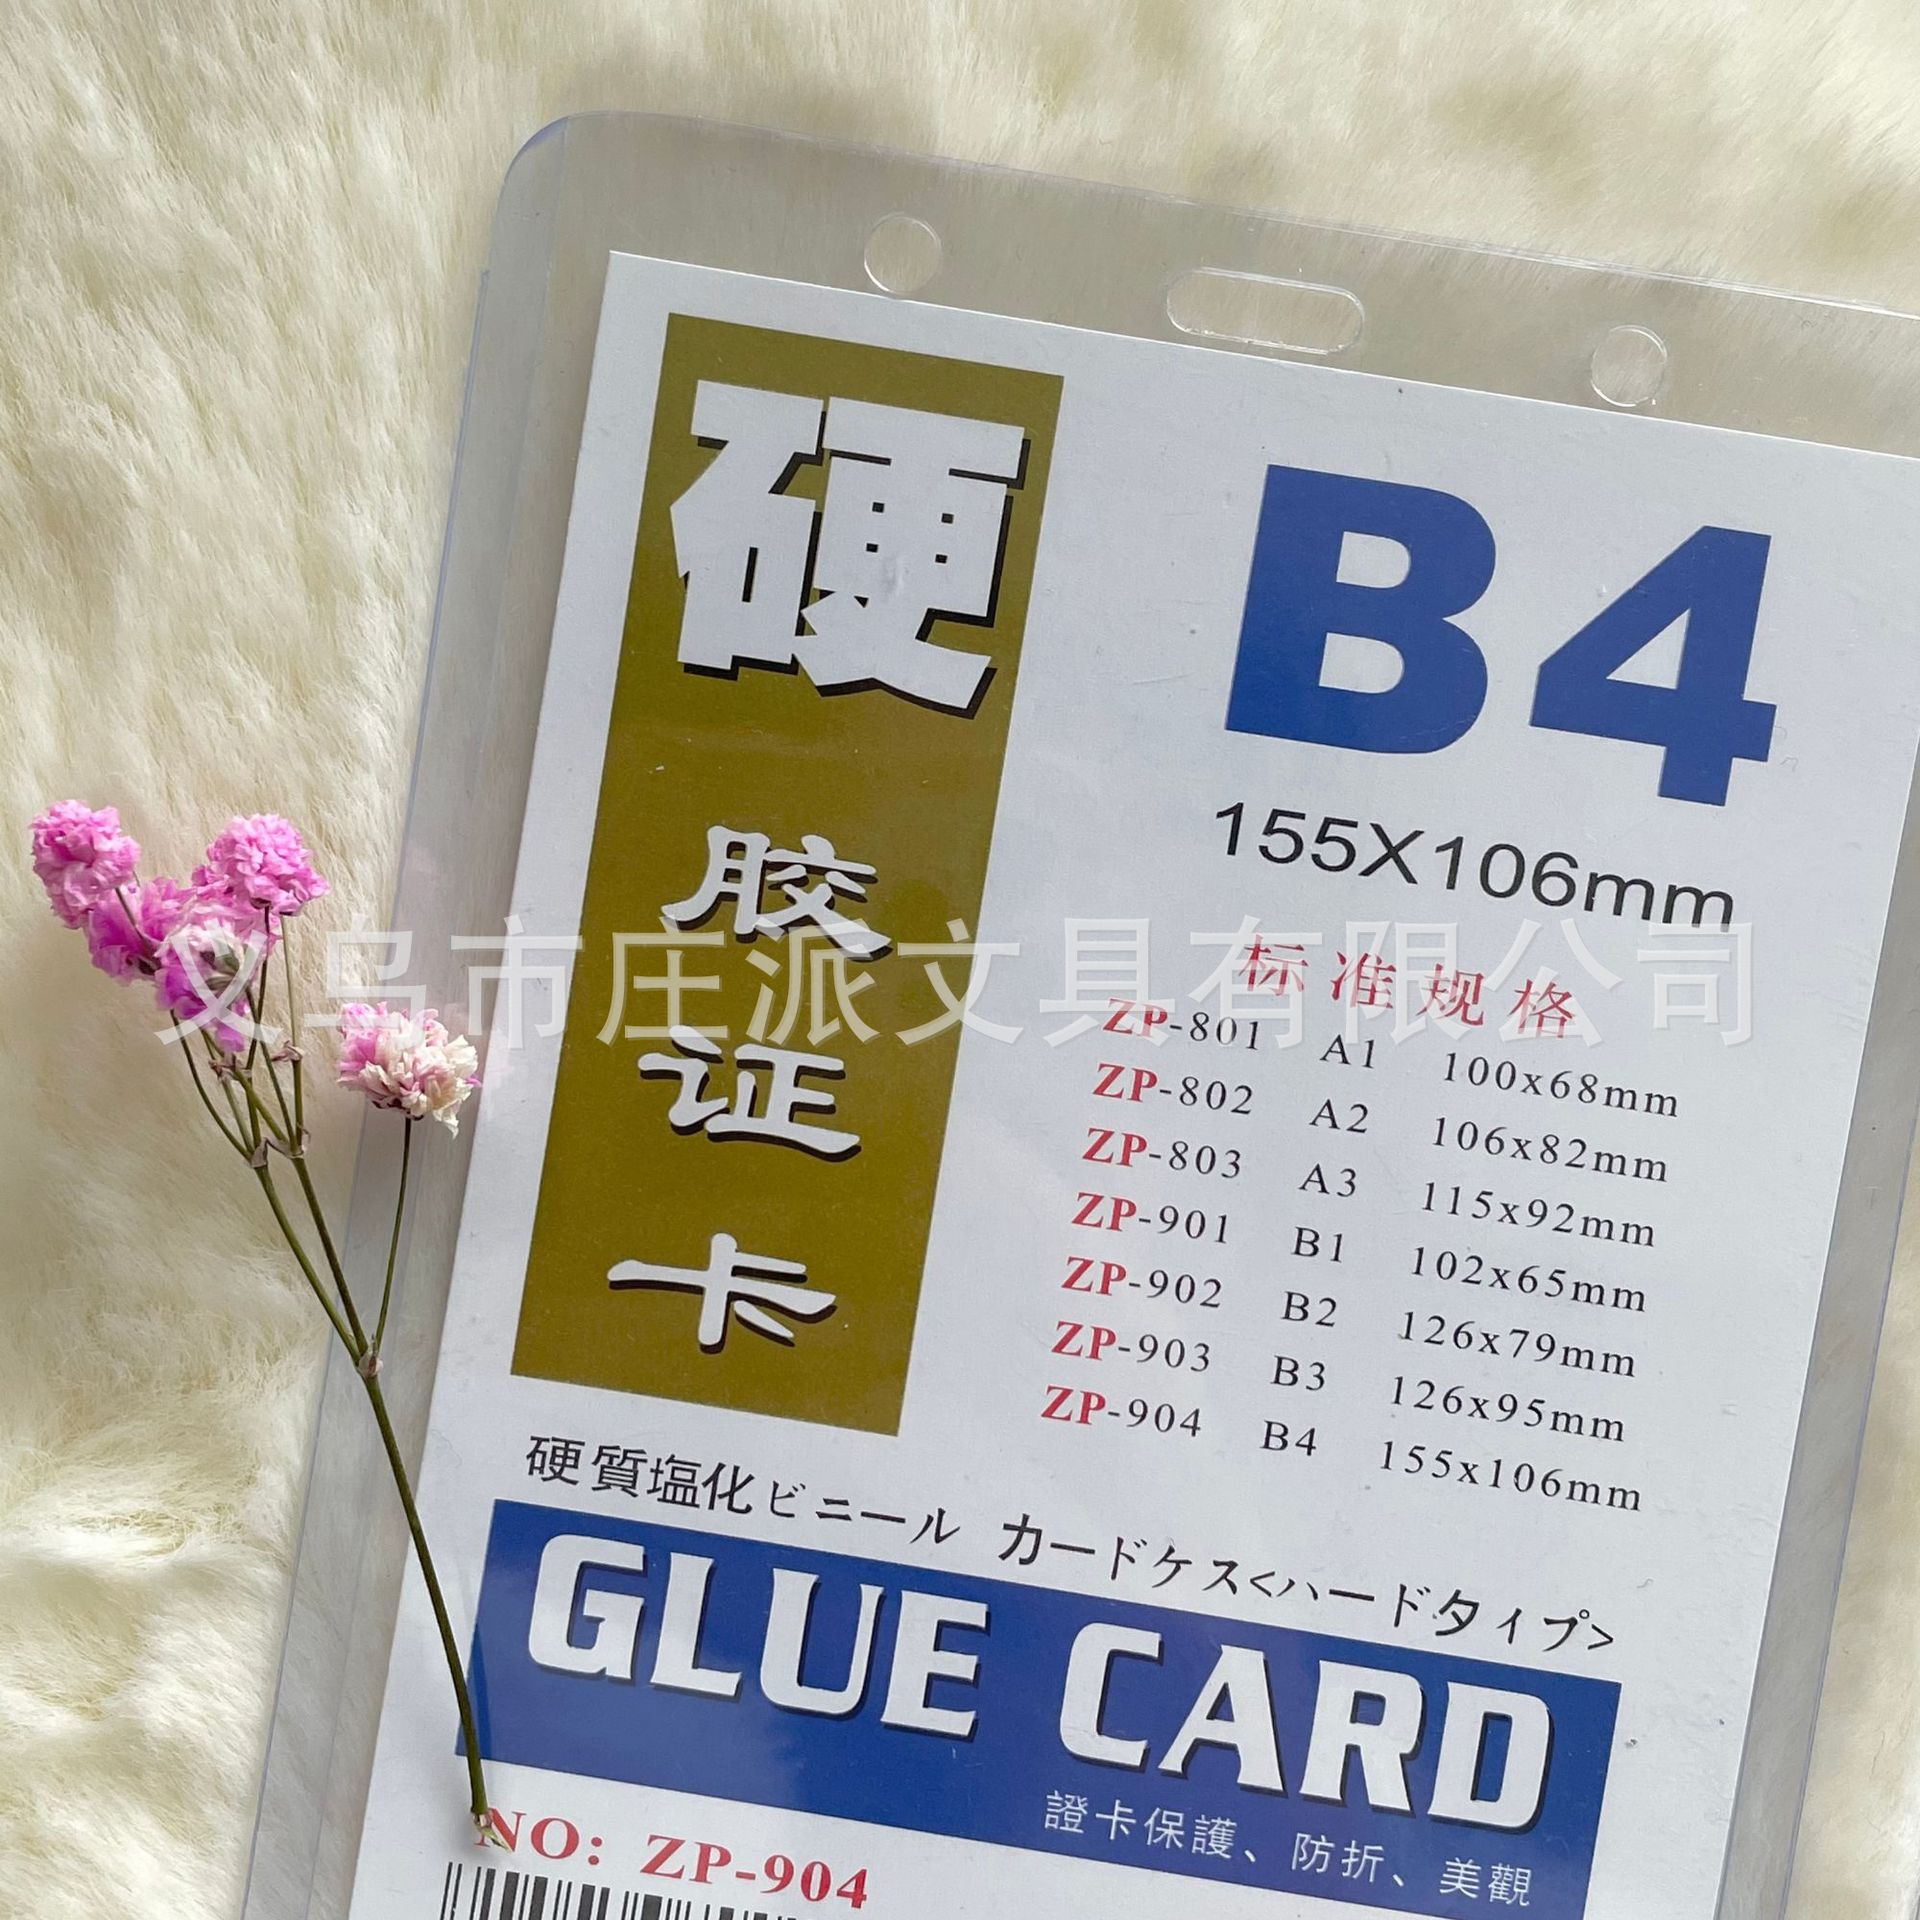 硬
胶
证
卡
B4
155X106mm
标准规格
ZP-801 A1 100x68mm
ZP-802 A2 106x82mm
ZP-803 A3 115x92mm
ZP-901 B1 102x65mm
ZP-902 B2 126x79mm
ZP-903 B3 126x95mm
ZP-904 B4 155x106mm
硬質塩化ビニール カードケス<ハードタイプ>
GLUE CARD
證卡保護、防折、美觀
NO: ZP-904
义乌市庄派文具有限公司